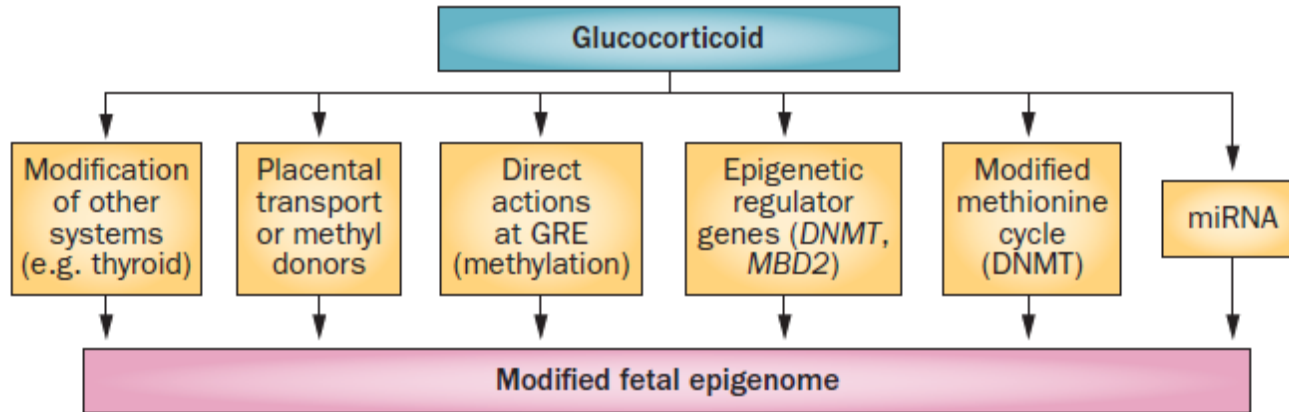 Glucocorticoid
Modification
of other
systems
(e.g. thyroid)
Placental
transport
or methyl
donors
Direct
actions
at GRE
(methylation)
Epigenetic
regulator
genes (DNMT,
MBD2)
Modified
methionine
cycle
(DNMT)
miRNA
Modified fetal epigenome